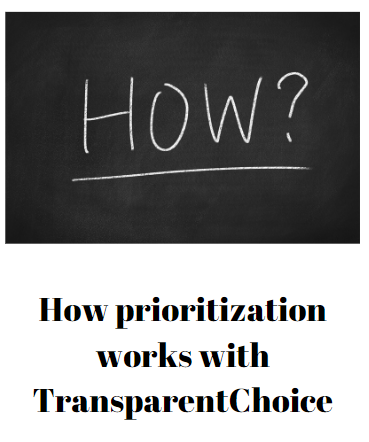 HOW?
How prioritization
works with
TransparentChoice